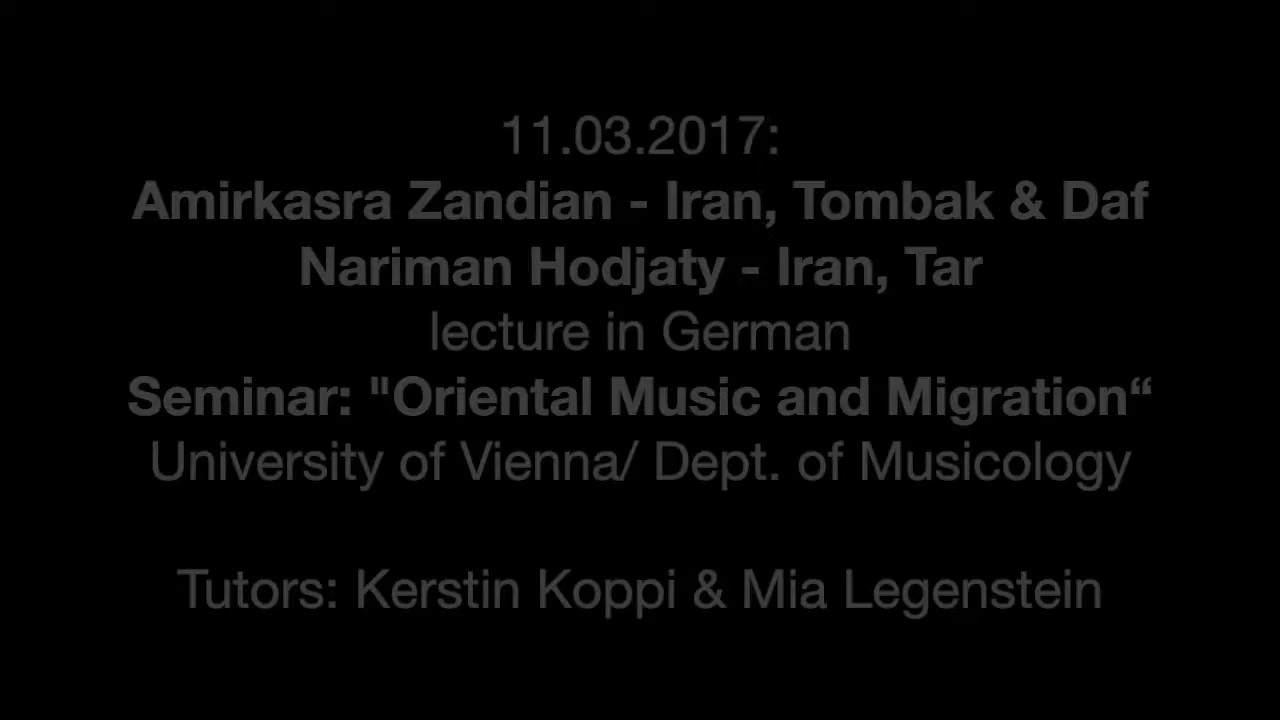 11.03.2017:
Amirkasra Zandian - Iran, Tombak & Daf
Nariman Hodjaty - Iran, Tar
lecture in German
Seminar: "Oriental Music and Migration“
University of Vienna/ Dept. of Musicology
Tutors: Kerstin Koppi & Mia Legenstein